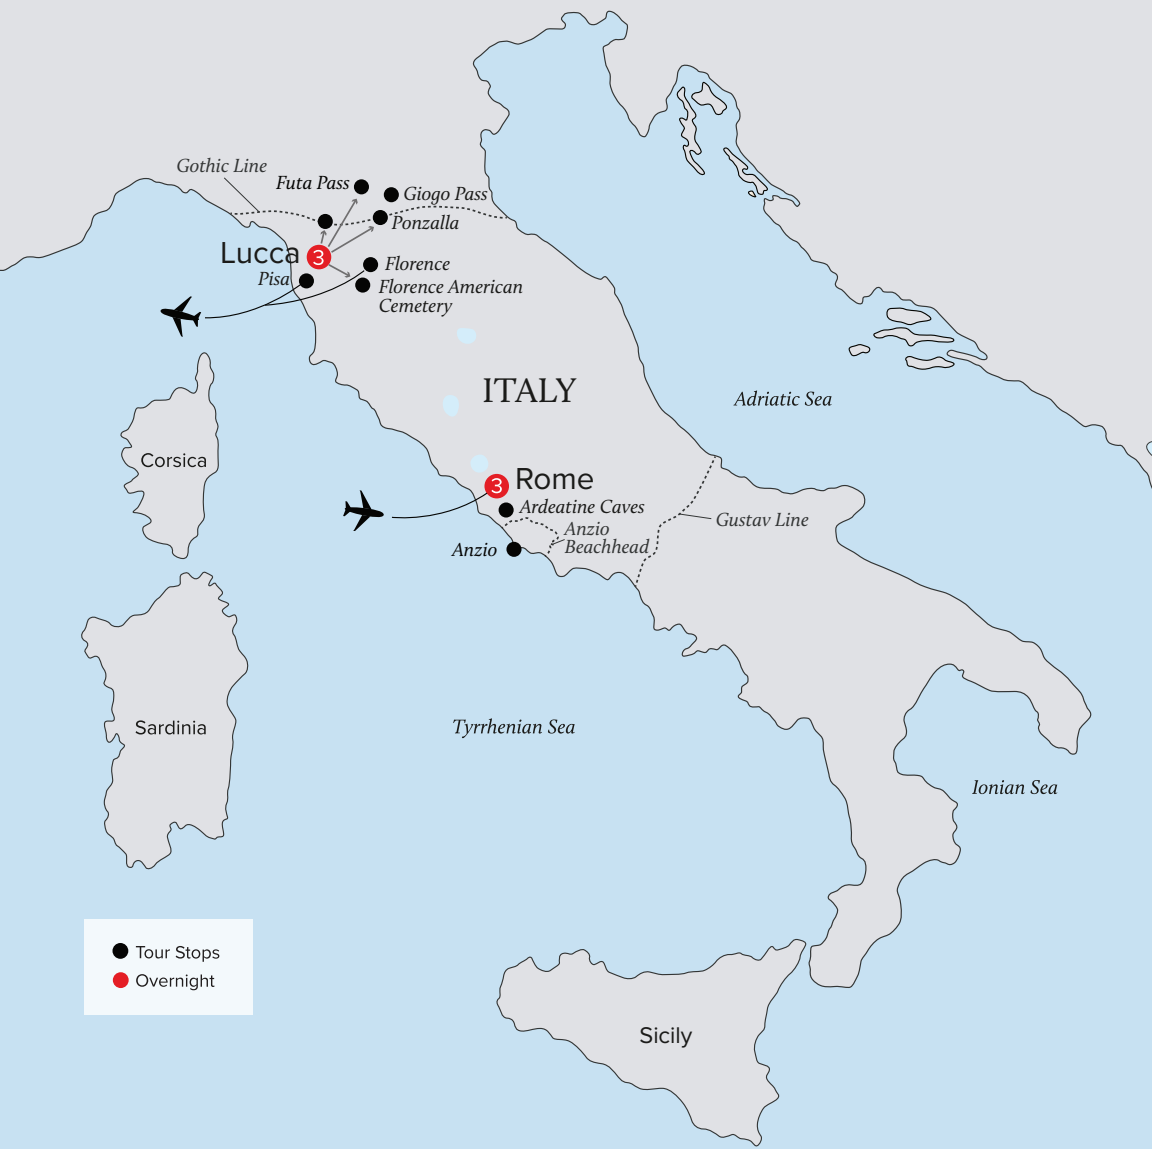 Gothic Line
Futa Pass
Giogo Pass
Ponzalla
Lucca
3
Pisa
Florence
Florence American
Cemetery
ITALY
Adriatic Sea
Corsica
3
Rome
Ardeatine Caves
Gustav Line
Anzio
Beachhead
Anzio
Sardinia
Tyrrhenian Sea
Ionian Sea
Tour Stops
Overnight
Sicily